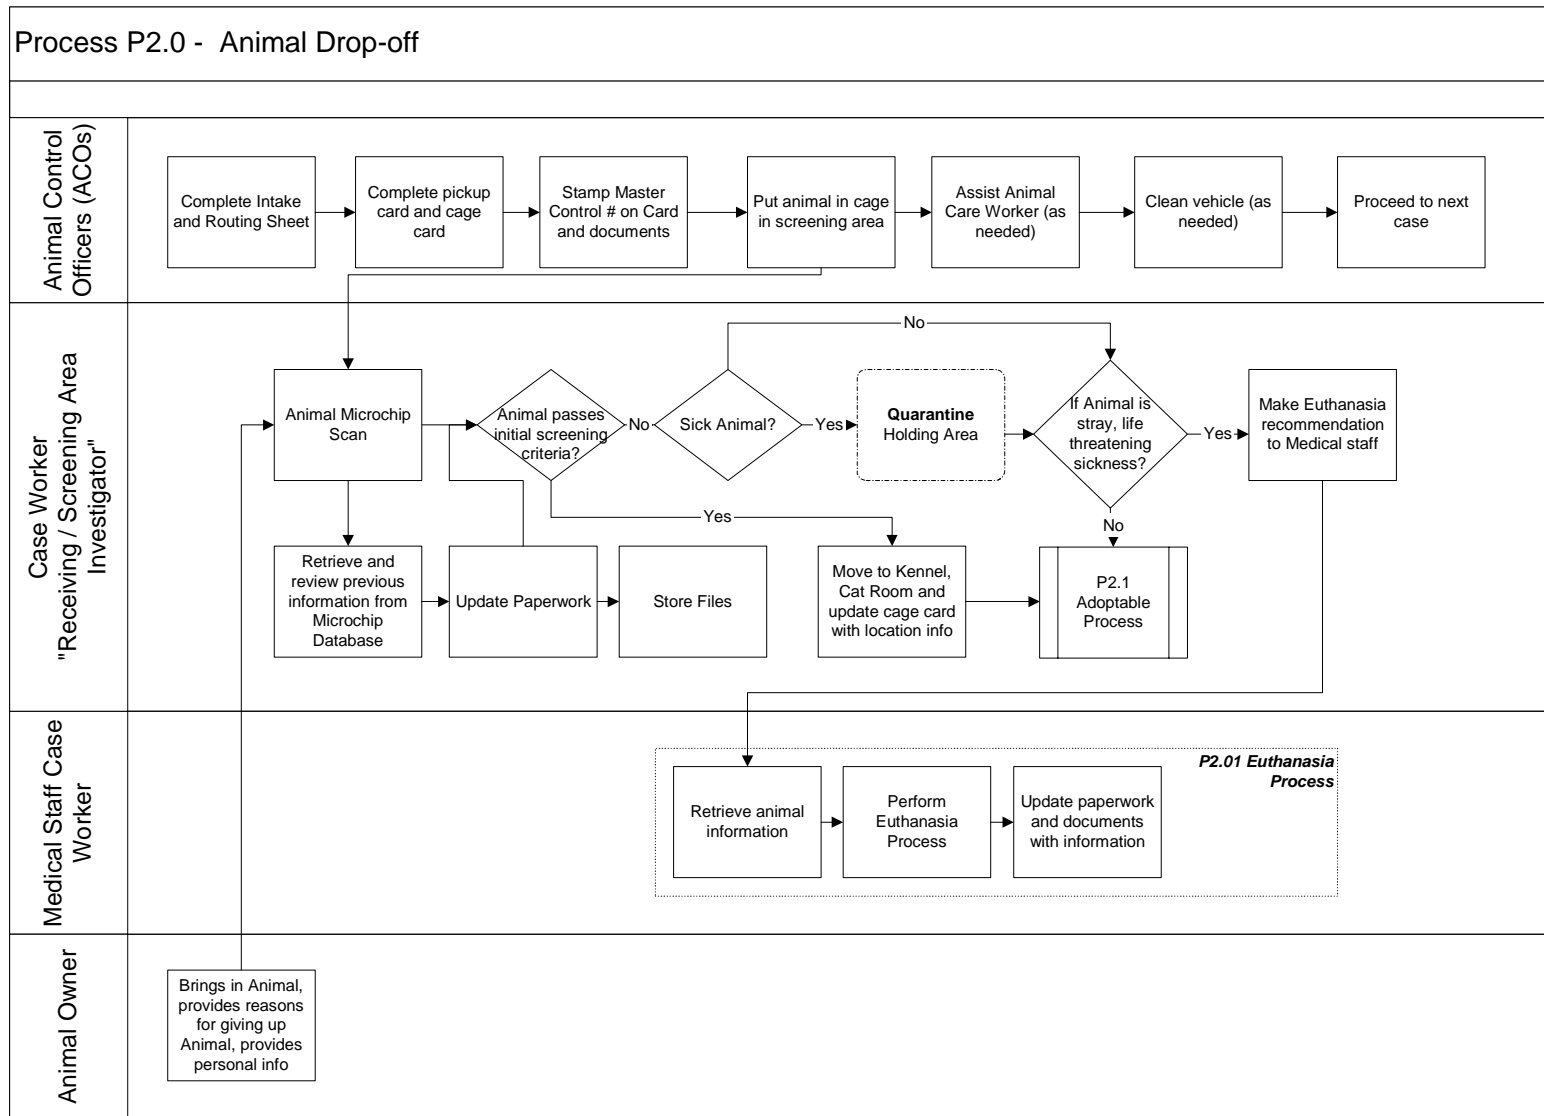 Process P2.0 -  Animal Drop-off
Animal Control
Officers (ACOs)
Complete Intake
and Routing Sheet
Complete pickup
card and cage
card
Stamp Master
Control # on Card
and documents
Put animal in cage
in screening area
Assist Animal
Care Worker (as
needed)
Clean vehicle (as
needed)
Proceed to next
case
Case Worker
"Receiving / Screening Area
Investigator"
Animal Microchip
Scan
Animal passes
initial screening
criteria?
No
Sick Animal?
No
Yes
Quarantine
Holding Area
If Animal is
stray, life
threatening
sickness?
Yes
Make Euthanasia
recommendation
to Medical staff
Yes
No
Retrieve and
review previous
information from
Microchip
Database
Update Paperwork
Store Files
Move to Kennel,
Cat Room and
update cage card
with location info
P2.1
Adoptable
Process
Medical Staff Case
Worker
P2.01 Euthanasia
Process
Retrieve animal
information
Perform
Euthanasia
Process
Update paperwork
and documents
with information
Animal Owner
Brings in Animal,
provides reasons
for giving up
Animal, provides
personal info